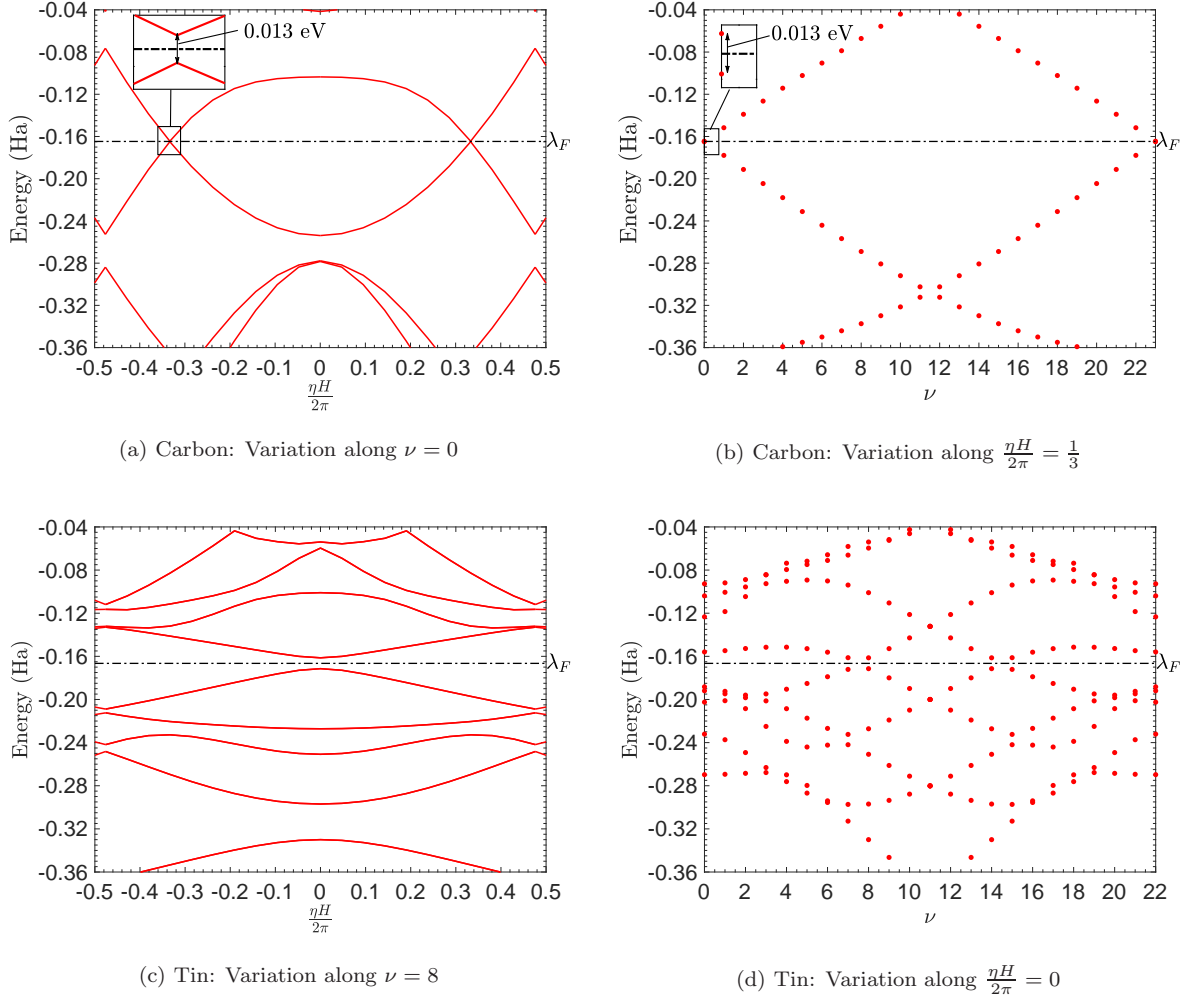 0.013 eV
-0.04
-0.08
-0.12
-0.16
-0.20
-0.24
-0.28
-0.32
-0.36
Energy (Ha)
λ_F
-0.5 -0.4 -0.3 -0.2 -0.1 0 0.1 0.2 0.3 0.4 0.5
ηH/2π
(a) Carbon: Variation along ν = 0
0.013 eV
-0.04
-0.08
-0.12
-0.16
-0.20
-0.24
-0.28
-0.32
-0.36
Energy (Ha)
λ_F
0 2 4 6 8 10 12 14 16 18 20 22
ν
(b) Carbon: Variation along ηH/2π = 1/3
-0.04
-0.08
-0.12
-0.16
-0.20
-0.24
-0.28
-0.32
-0.36
Energy (Ha)
λ_F
-0.5 -0.4 -0.3 -0.2 -0.1 0 0.1 0.2 0.3 0.4 0.5
ηH/2π
(c) Tin: Variation along ν = 8
-0.04
-0.08
-0.12
-0.16
-0.20
-0.24
-0.28
-0.32
-0.36
Energy (Ha)
λ_F
0 2 4 6 8 10 12 14 16 18 20 22
ν
(d) Tin: Variation along ηH/2π = 0